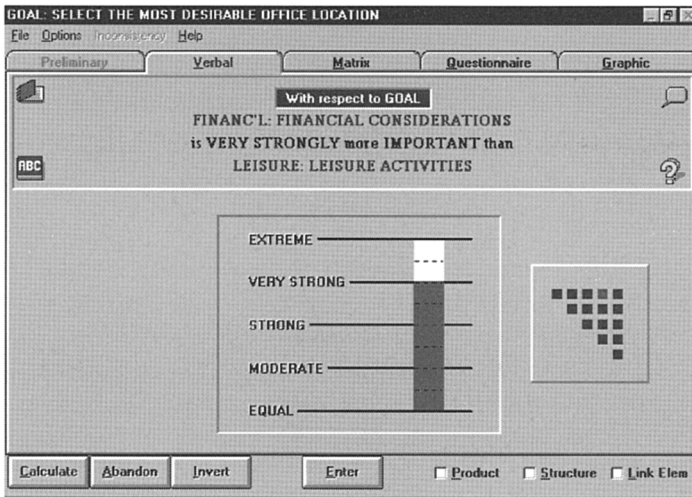 GOAL: SELECT THE MOST DESIRABLE OFFICE LOCATION
File Options Inconsistency Help
Preliminary Verbal Matrix Questionnaire Graphic
With respect to GOAL
FINANC'L: FINANCIAL CONSIDERATIONS
is VERY STRONGLY more IMPORTANT than
ABC
LEISURE: LEISURE ACTIVITIES
EXTREME
VERY STRONG
STRONG
MODERATE
EQUAL
Calculate Abandon Invert Enter Product Structure Link Elem